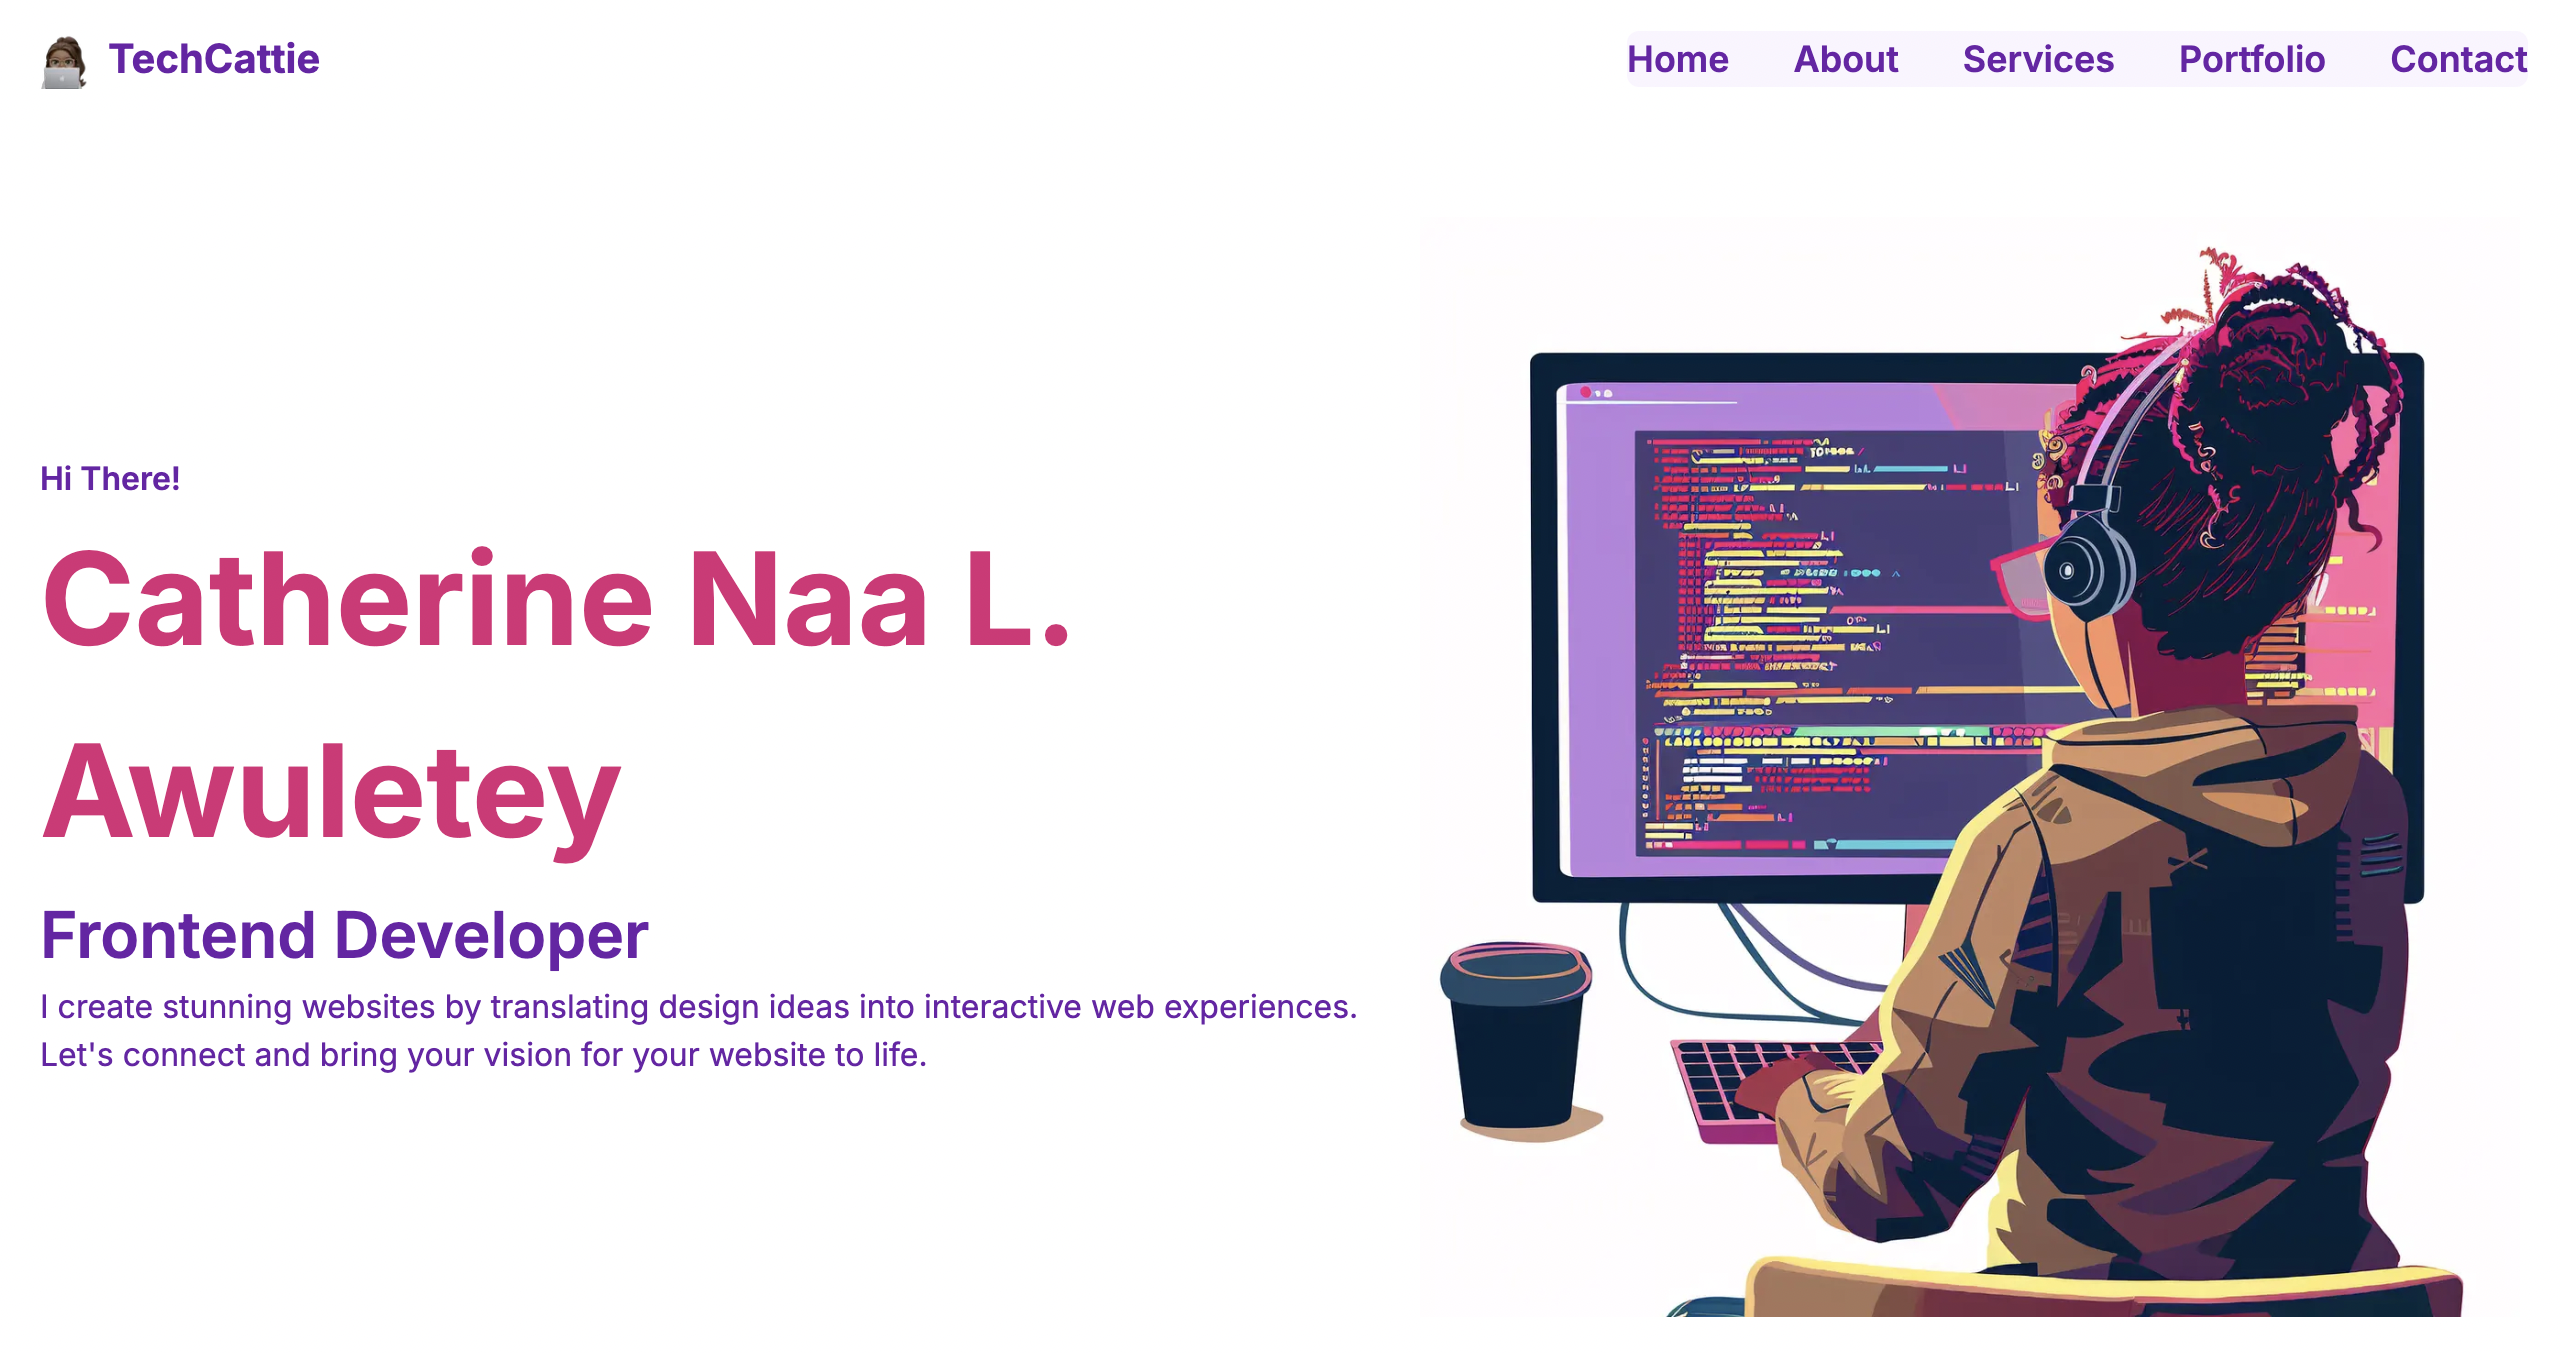 TechCattie
Home About Services Portfolio Contact
Hi There!
Catherine Naa L.
Awuletey
Frontend Developer
I create stunning websites by translating design ideas into interactive web experiences.
Let's connect and bring your vision for your website to life.